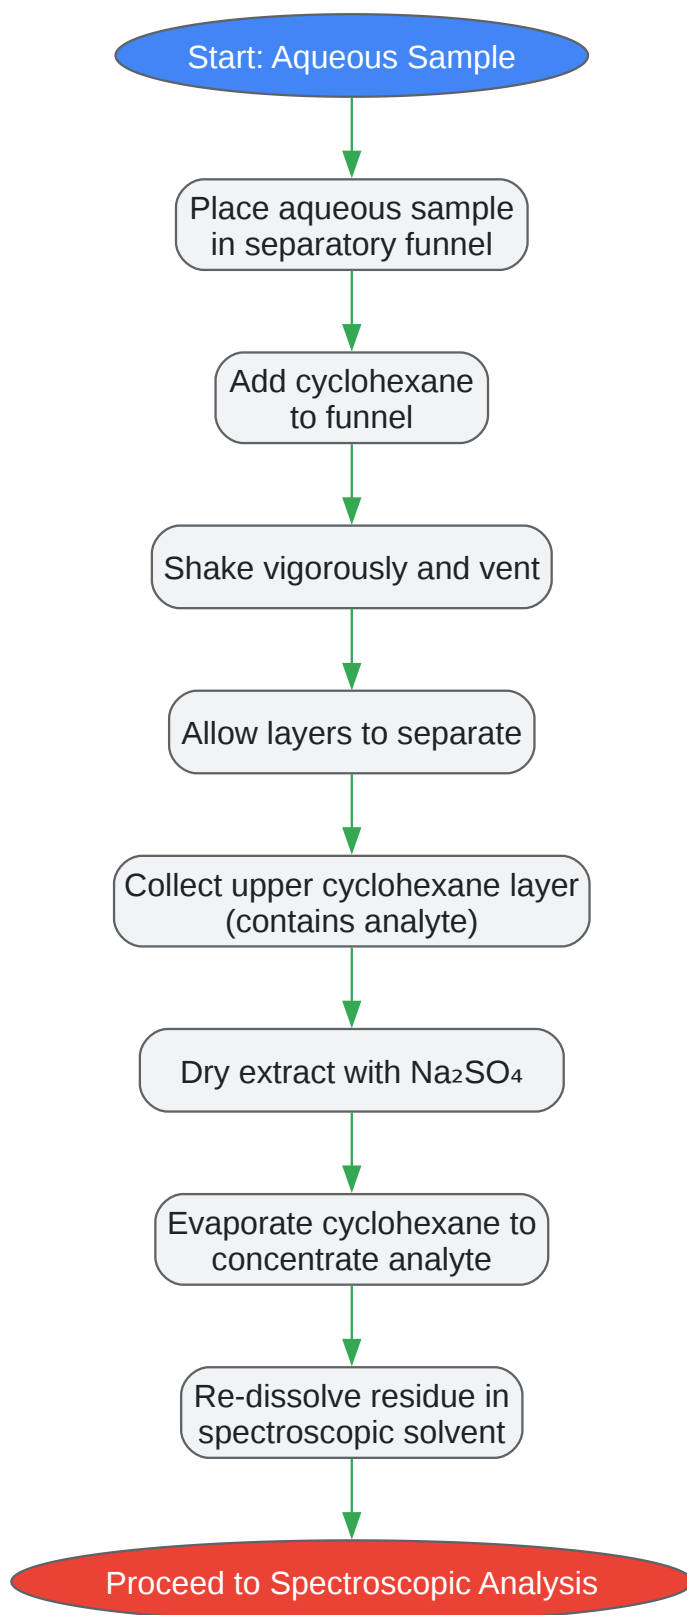 Start: Aqueous Sample
Place aqueous sample
in separatory funnel
Add cyclohexane
to funnel
Shake vigorously and vent
Allow layers to separate
Collect upper cyclohexane layer
(contains analyte)
Dry extract with Na₂SO₄
Evaporate cyclohexane to
concentrate analyte
Re-dissolve residue in
spectroscopic solvent
Proceed to Spectroscopic Analysis